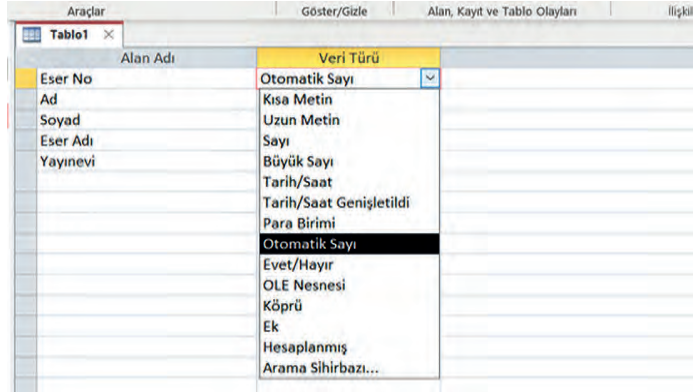 Araçlar Göster/Gizle Alan, Kayıt ve Tablo Olayları İlişkil
Tablo1
Alan Adı Veri Türü
Eser No Otomatik Sayı
Ad Kısa Metin
Soyad Uzun Metin
Eser Adı Sayı
Yayınevi Büyük Sayı
Tarih/Saat
Tarih/Saat Genişletildi
Para Birimi
Otomatik Sayı
Evet/Hayır
OLE Nesnesi
Köprü
Ek
Hesaplanmış
Arama Sihirbazı...